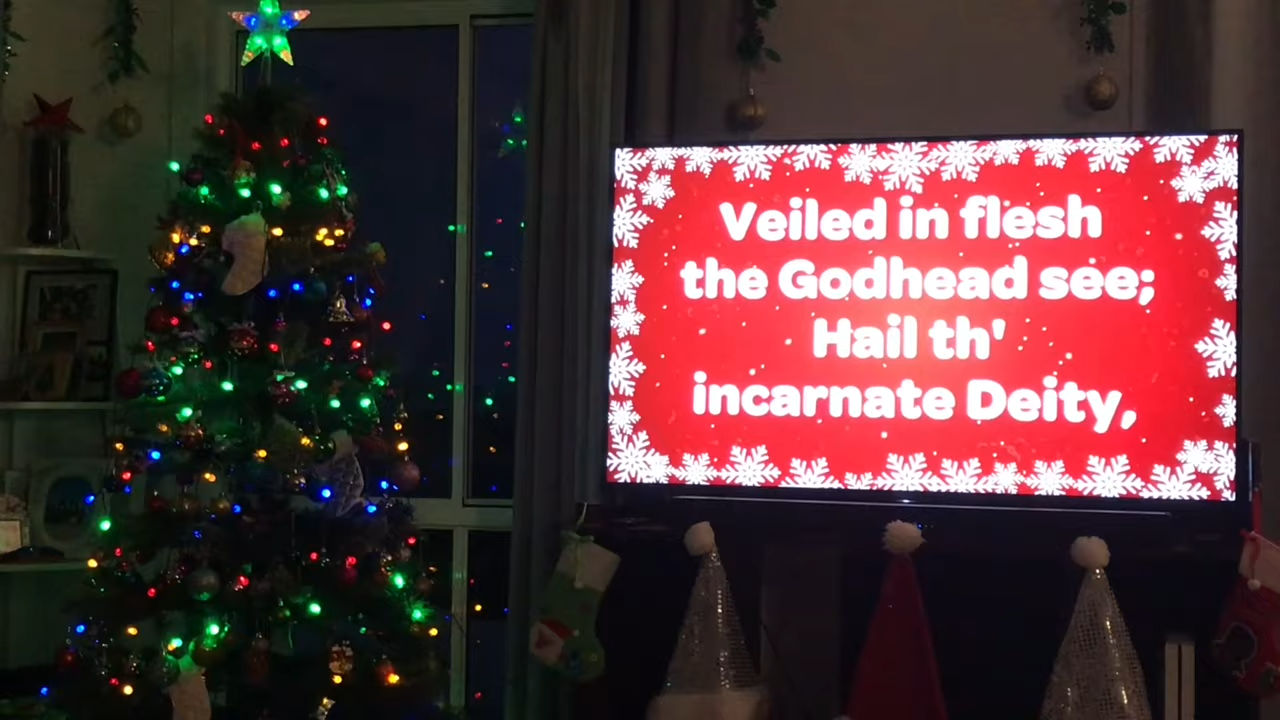 Veiled in flesh
the Godhead see;
Hail th'
incarnate Deity,